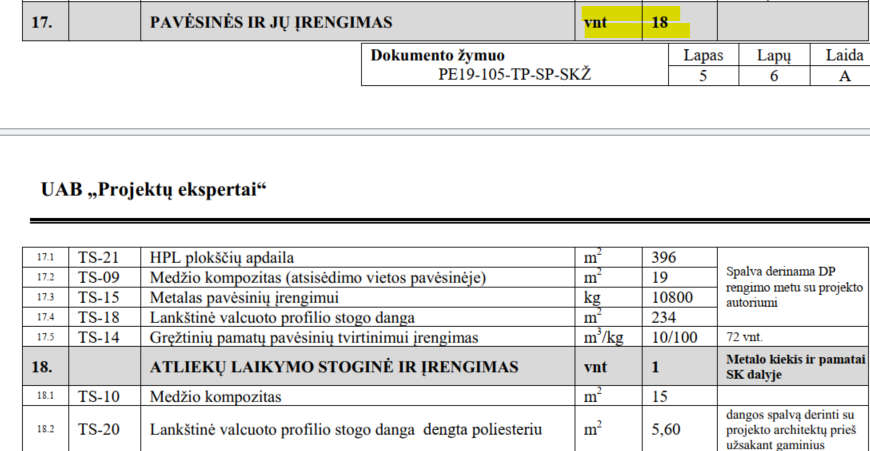 17. PAVĖSINĖS IR JŲ ĮRENGIMAS vnt 18
Dokumento žymuo Lapas Lapų Laida
PE19-105-TP-SP-SKŽ 5 6 A
UAB „Projektų ekspertai“
17.1 TS-21 HPL plokščių apdaila m² 396
17.2 TS-09 Medžio kompozitas (atsisėdimo vietos pavėsinėje) m² 19
17.3 TS-15 Metalas pavėsinių įrengimui kg 10800
17.4 TS-18 Lankštinė valcuoto profilio stogo danga m² 234
Spalva derinama DP
rengimo metu su projekto
autoriumi
17.5 TS-14 Gręžtinių pamatų pavėsinių tvirtinimui įrengimas m³/kg 10/100 72 vnt.
18. ATLIEKŲ LAIKYMO STOGINĖ IR ĮRENGIMAS vnt 1 Metalo kiekis ir pamatai
SK dalyje
18.1 TS-10 Medžio kompozitas m² 15
18.2 TS-20 Lankštinė valcuoto profilio stogo danga dengta poliesteriu m² 5,60
dangos spalvą derinti su
projekto architektų prieš
užsakant gaminius